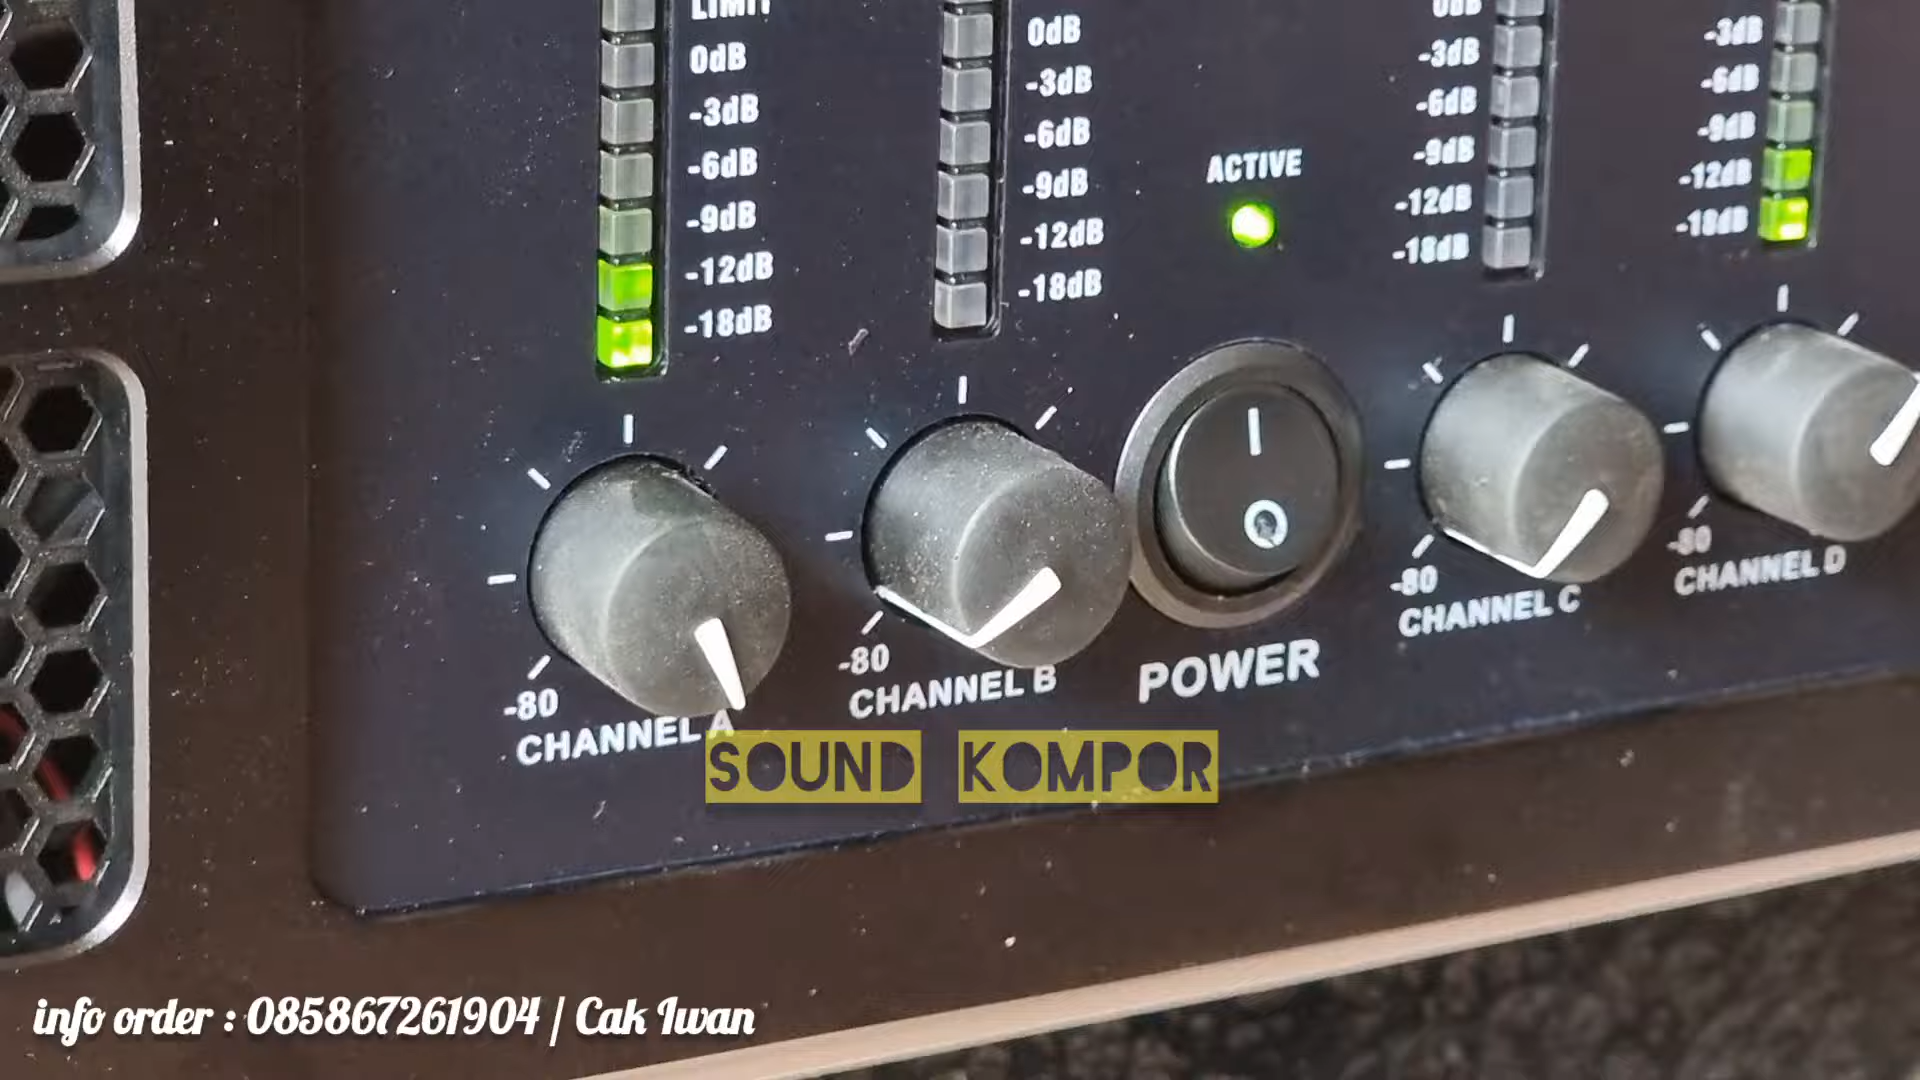 LIMIT
0dB
-3dB
-6dB
-9dB
-12dB
-18dB
0dB
-3dB
-6dB
-9dB
-12dB
-18dB
ACTIVE
0dB
-3dB
-6dB
-9dB
-12dB
-18dB
-3dB
-6dB
-9dB
-12dB
-18dB
-80
CHANNEL A
-80
CHANNEL B
POWER
-80
CHANNEL C
-80
CHANNEL D
SOUND KOMPOR
info order : 085867261904 / Cak Iwan